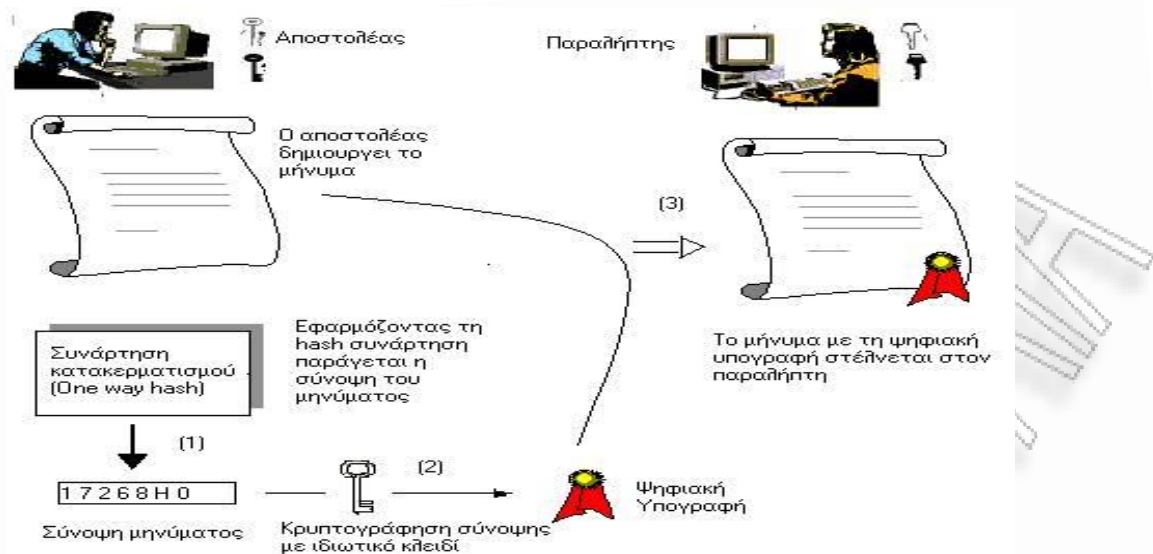 Αποστολέας
Παραλήπτης
Ο αποστολέας
δημιουργει το
μήνυμα
(3)
Εφαρμόζοντας τη
hash συνάρτηση
παράγεται η
σύνοψη του
μηνύματος
Το μήνυμα με τη ψηφιακή
υπογραφή στέλνεται στον
παραλήπτη
Συνάρτηση
κατακερματισμού
(One way hash)
(1)
17268H0
Σύνοψη μηνύματος
(2)
Κρυπτογράφηση σύνοψης
με ιδιωτικό κλειδί
Ψηφιακή
Υπογραφή